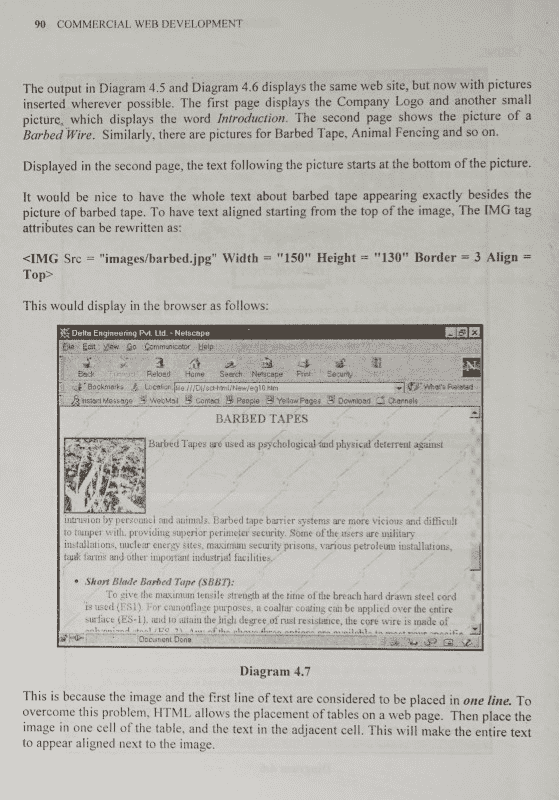 90 COMMERCIAL WEB DEVELOPMENT
The output in Diagram 4.5 and Diagram 4.6 displays the same web site, but now with pictures
inserted wherever possible. The first page displays the Company Logo and another small
picture, which displays the word Introduction. The second page shows the picture of a
Barbed Wire. Similarly, there are pictures for Barbed Tape, Animal Fencing and so on.
Displayed in the second page, the text following the picture starts at the bottom of the picture.
It would be nice to have the whole text about barbed tape appearing exactly besides the
picture of barbed tape. To have text aligned starting from the top of the image, The IMG tag
attributes can be rewritten as:
<IMG Src = "images/barbed.jpg" Width = "150" Height = "130" Border = 3 Align =
Top>
This would display in the browser as follows:
Delta Engineering Pvt. Ltd. - Netscape
File Edit View Go Communicator Help
Back Reload Home Search Netscape Print Security
Bookmarks Location What's Related
Instant Message WebMail Contact People Yellow Pages Download Channels
BARBED TAPES
Barbed Tapes are used as psychological and physical deterrent against
intrusion by personnel and animals. Barbed tape barrier systems are more vicious and difficult
to tamper with, providing superior perimeter security. Some of the users are military
installations, nuclear energy sites, maximum security prisons, various petroleum installations,
tank farms and other important industrial facilities.
• Short Blade Barbed Tape (SBBT):
To give the maximum tensile strength at the time of the breach hard drawn steel cord
is used (ES1). For camouflage purposes, a coaltar coating can be applied over the entire
surface (ES-1), and to attain the high degree of rust resistance, the core wire is made of
Document Done
Diagram 4.7
This is because the image and the first line of text are considered to be placed in one line. To
overcome this problem, HTML allows the placement of tables on a web page. Then place the
image in one cell of the table, and the text in the adjacent cell. This will make the entire text
to appear aligned next to the image.